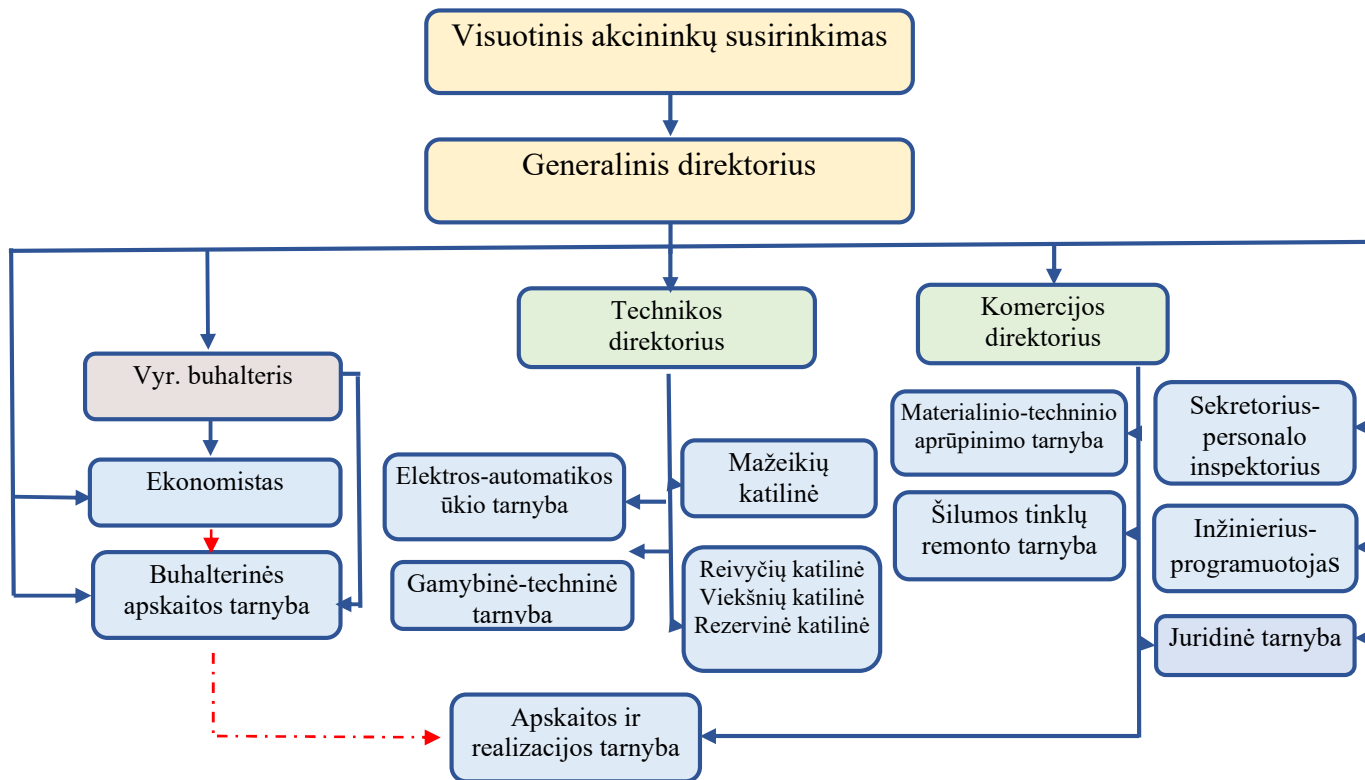 Visuotinis akcininkų susirinkimas
Generalinis direktorius
Technikos
direktorius
Komercijos
direktorius
Vyr. buhalteris
Ekonomistas
Buhalterinės
apskaitos tarnyba
Elektros-automatikos
ūkio tarnyba
Gamybinė-techninė
tarnyba
Mažeikių
katilinė
Reivyčių katilinė
Viekšnių katilinė
Rezervinė katilinė
Materialinio-techninio
aprūpinimo tarnyba
Šilumos tinklų
remonto tarnyba
Sekretorius-
personalo
inspektorius
Inžinierius-
programuotojas
Juridinė tarnyba
Apskaitos ir
realizacijos tarnyba